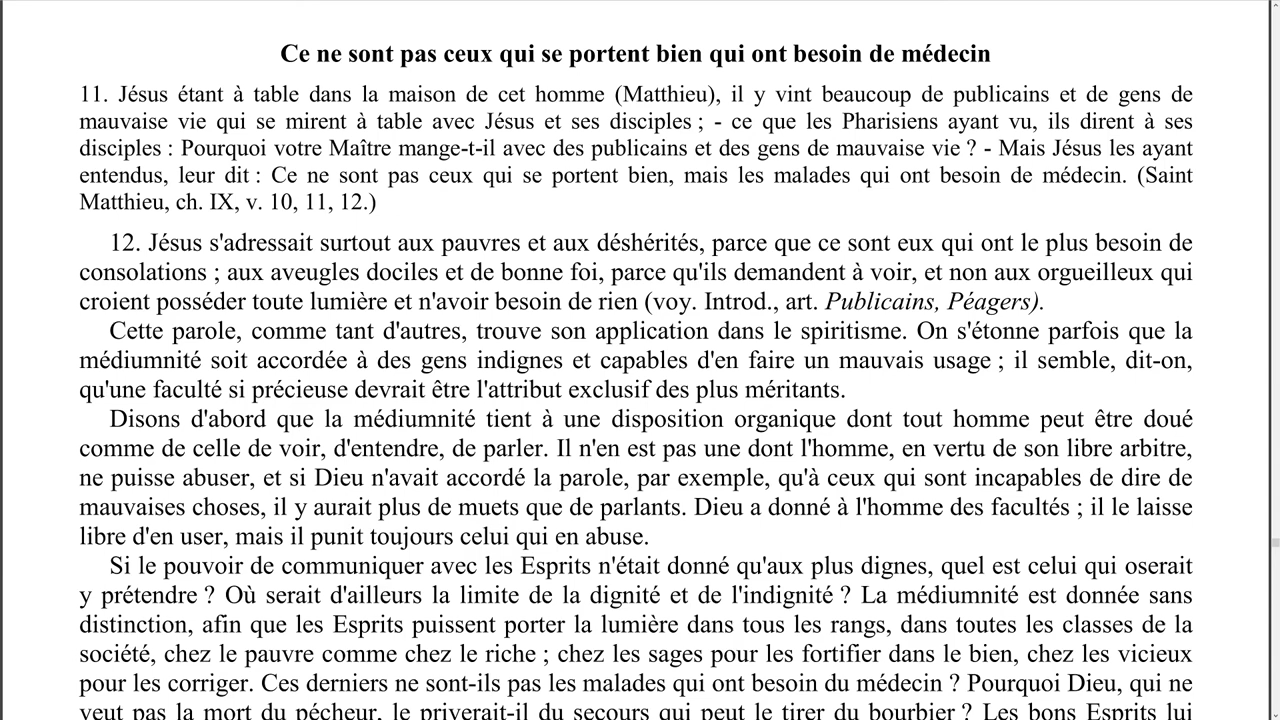 Ce ne sont pas ceux qui se portent bien qui ont besoin de médecin
11. Jésus étant à table dans la maison de cet homme (Matthieu), il y vint beaucoup de publicains et de gens de
mauvaise vie qui se mirent à table avec Jésus et ses disciples ; - ce que les Pharisiens ayant vu, ils dirent à ses
disciples : Pourquoi votre Maître mange-t-il avec des publicains et des gens de mauvaise vie ? - Mais Jésus les ayant
entendus, leur dit : Ce ne sont pas ceux qui se portent bien, mais les malades qui ont besoin de médecin. (Saint
Matthieu, ch. IX, v. 10, 11, 12.)
12. Jésus s'adressait surtout aux pauvres et aux déshérités, parce que ce sont eux qui ont le plus besoin de
consolations ; aux aveugles dociles et de bonne foi, parce qu'ils demandent à voir, et non aux orgueilleux qui
croient posséder toute lumière et n'avoir besoin de rien (voy. Introd., art. Publicains, Péagers).
Cette parole, comme tant d'autres, trouve son application dans le spiritisme. On s'étonne parfois que la
médiumnité soit accordée à des gens indignes et capables d'en faire un mauvais usage ; il semble, dit-on,
qu'une faculté si précieuse devrait être l'attribut exclusif des plus méritants.
Disons d'abord que la médiumnité tient à une disposition organique dont tout homme peut être doué
comme de celle de voir, d'entendre, de parler. Il n'en est pas une dont l'homme, en vertu de son libre arbitre,
ne puisse abuser, et si Dieu n'avait accordé la parole, par exemple, qu'à ceux qui sont incapables de dire de
mauvaises choses, il y aurait plus de muets que de parlants. Dieu a donné à l'homme des facultés ; il le laisse
libre d'en user, mais il punit toujours celui qui en abuse.
Si le pouvoir de communiquer avec les Esprits n'était donné qu'aux plus dignes, quel est celui qui oserait
y prétendre ? Où serait d'ailleurs la limite de la dignité et de l'indignité ? La médiumnité est donnée sans
distinction, afin que les Esprits puissent porter la lumière dans tous les rangs, dans toutes les classes de la
société, chez le pauvre comme chez le riche ; chez les sages pour les fortifier dans le bien, chez les vicieux
pour les corriger. Ces derniers ne sont-ils pas les malades qui ont besoin du médecin ? Pourquoi Dieu, qui ne
veut pas la mort du pécheur, le priverait-il du secours qui peut le tirer du bourbier ? Les bons Esprits lui